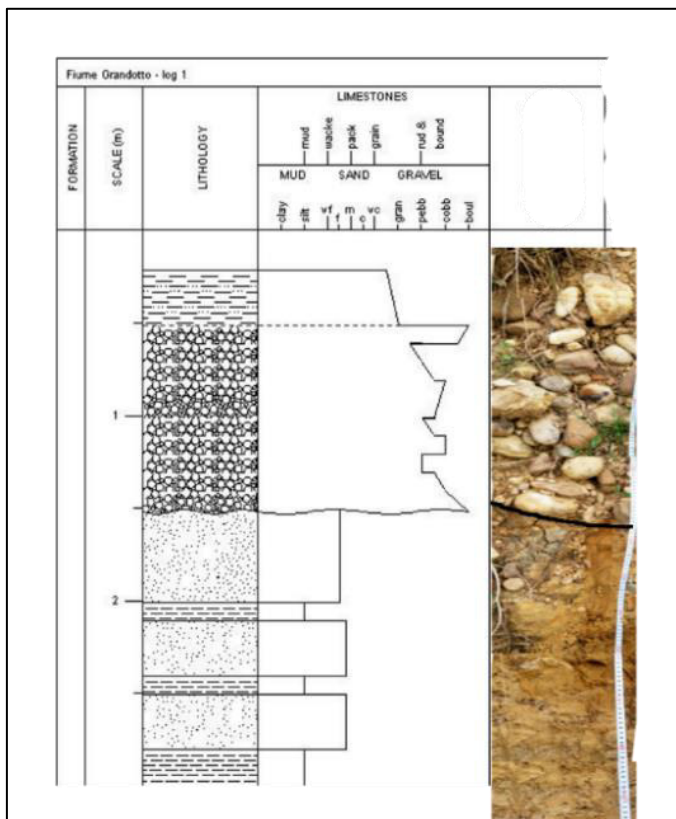 Fiume Grandotto - log 1
FORMATION
SCALE (m)
LITHOLOGY
LIMESTONES
mud
wacke
pack
grain
rud &
bound
MUD SAND GRAVEL
clay
silt
vf
f
m
c
vc
gran
pebb
cobb
boul
1
2